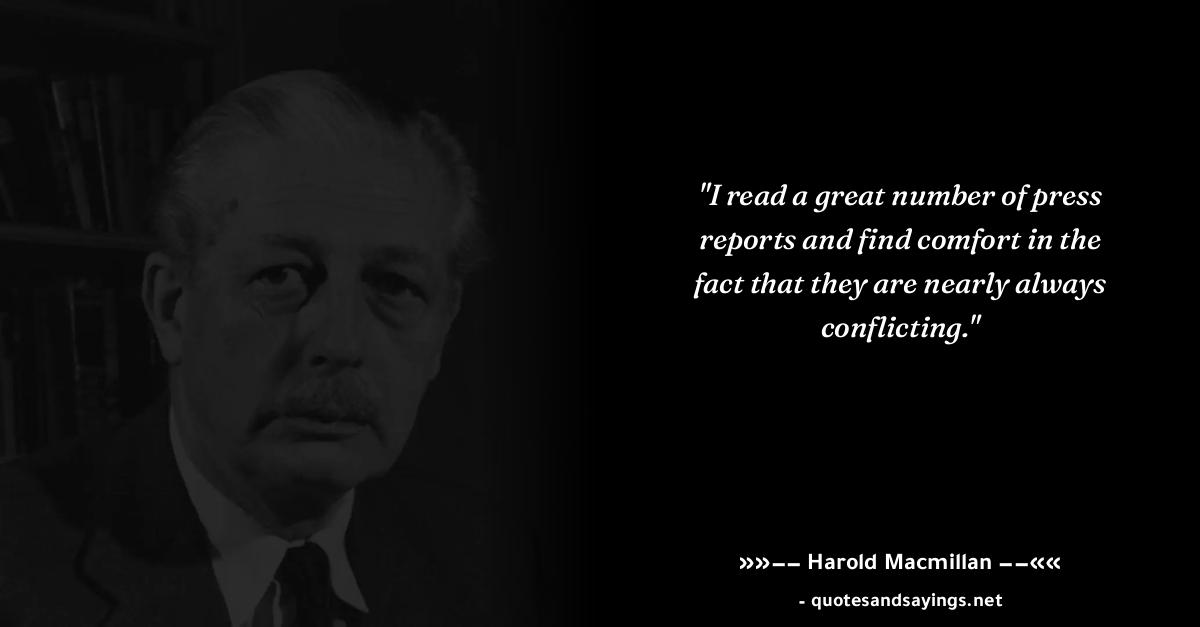 "I read a great number of press
reports and find comfort in the
fact that they are nearly always
conflicting."
»»–– Harold Macmillan ––««
- quotesandsayings.net